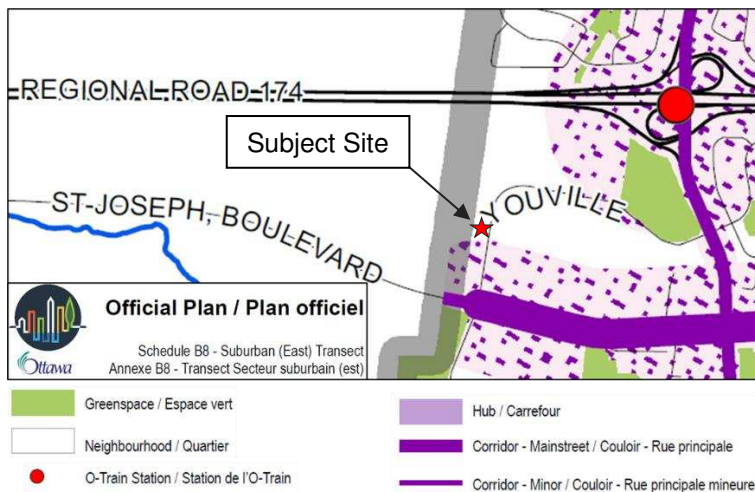 REGIONAL ROAD 174
Subject Site
YOUVILLE
ST-JOSEPH, BOULEVARD
Official Plan / Plan officiel
Ottawa
Schedule B8 - Suburban (East) Transect
Annexe B8 - Transect Secteur suburbain (est)
Greenspace / Espace vert
Neighbourhood / Quartier
O-Train Station / Station de l'O-Train
Hub / Carrefour
Corridor - Mainstreet / Couloir - Rue principale
Corridor - Minor / Couloir - Rue principale mineure